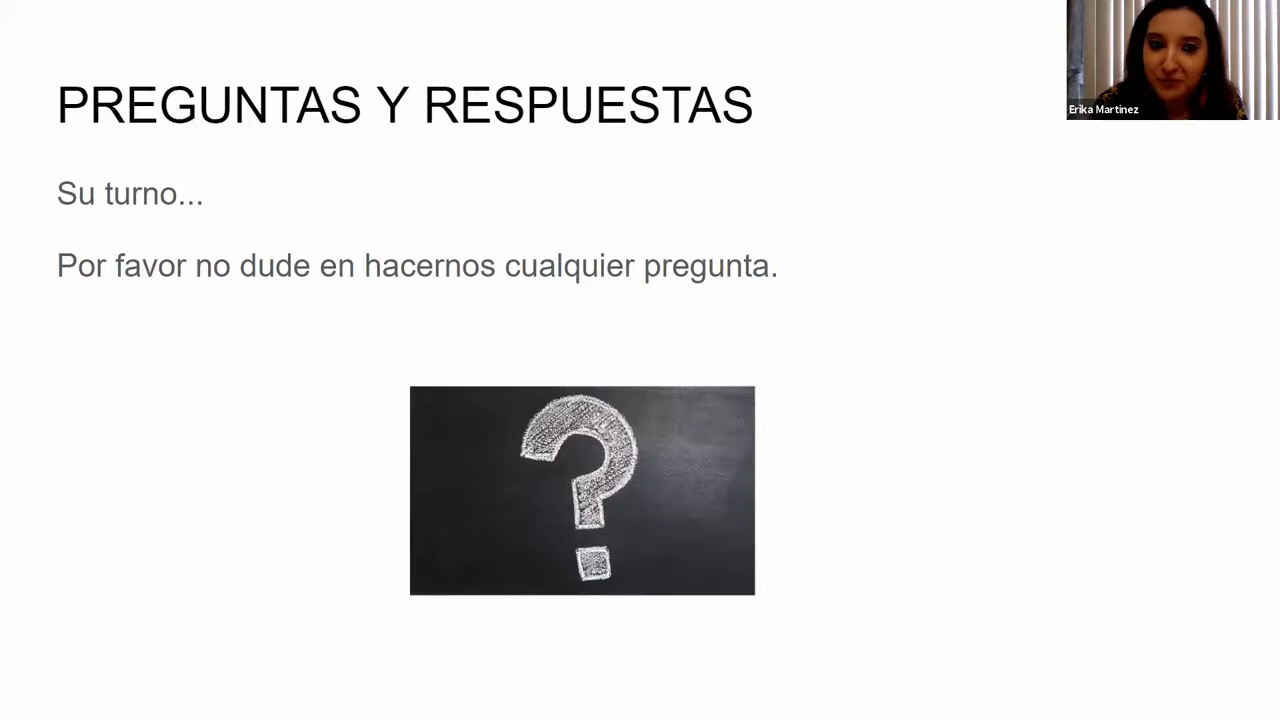 PREGUNTAS Y RESPUESTAS
Su turno...
Por favor no dude en hacernos cualquier pregunta.
?
Erika Martinez